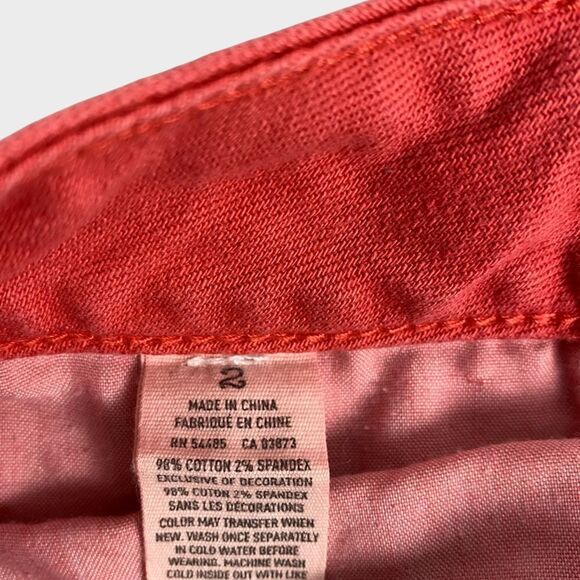 2
MADE IN CHINA
FABRIQUÉ EN CHINE
RN 54485 CA 03873
98% COTTON 2% SPANDEX
EXCLUSIVE OF DECORATION
98% COTON 2% SPANDEX
SANS LES DÉCORATIONS
COLOR MAY TRANSFER WHEN
NEW. WASH ONCE SEPARATELY
IN COLD WATER BEFORE
WEARING. MACHINE WASH
COLD INSIDE OUT WITH LIKE